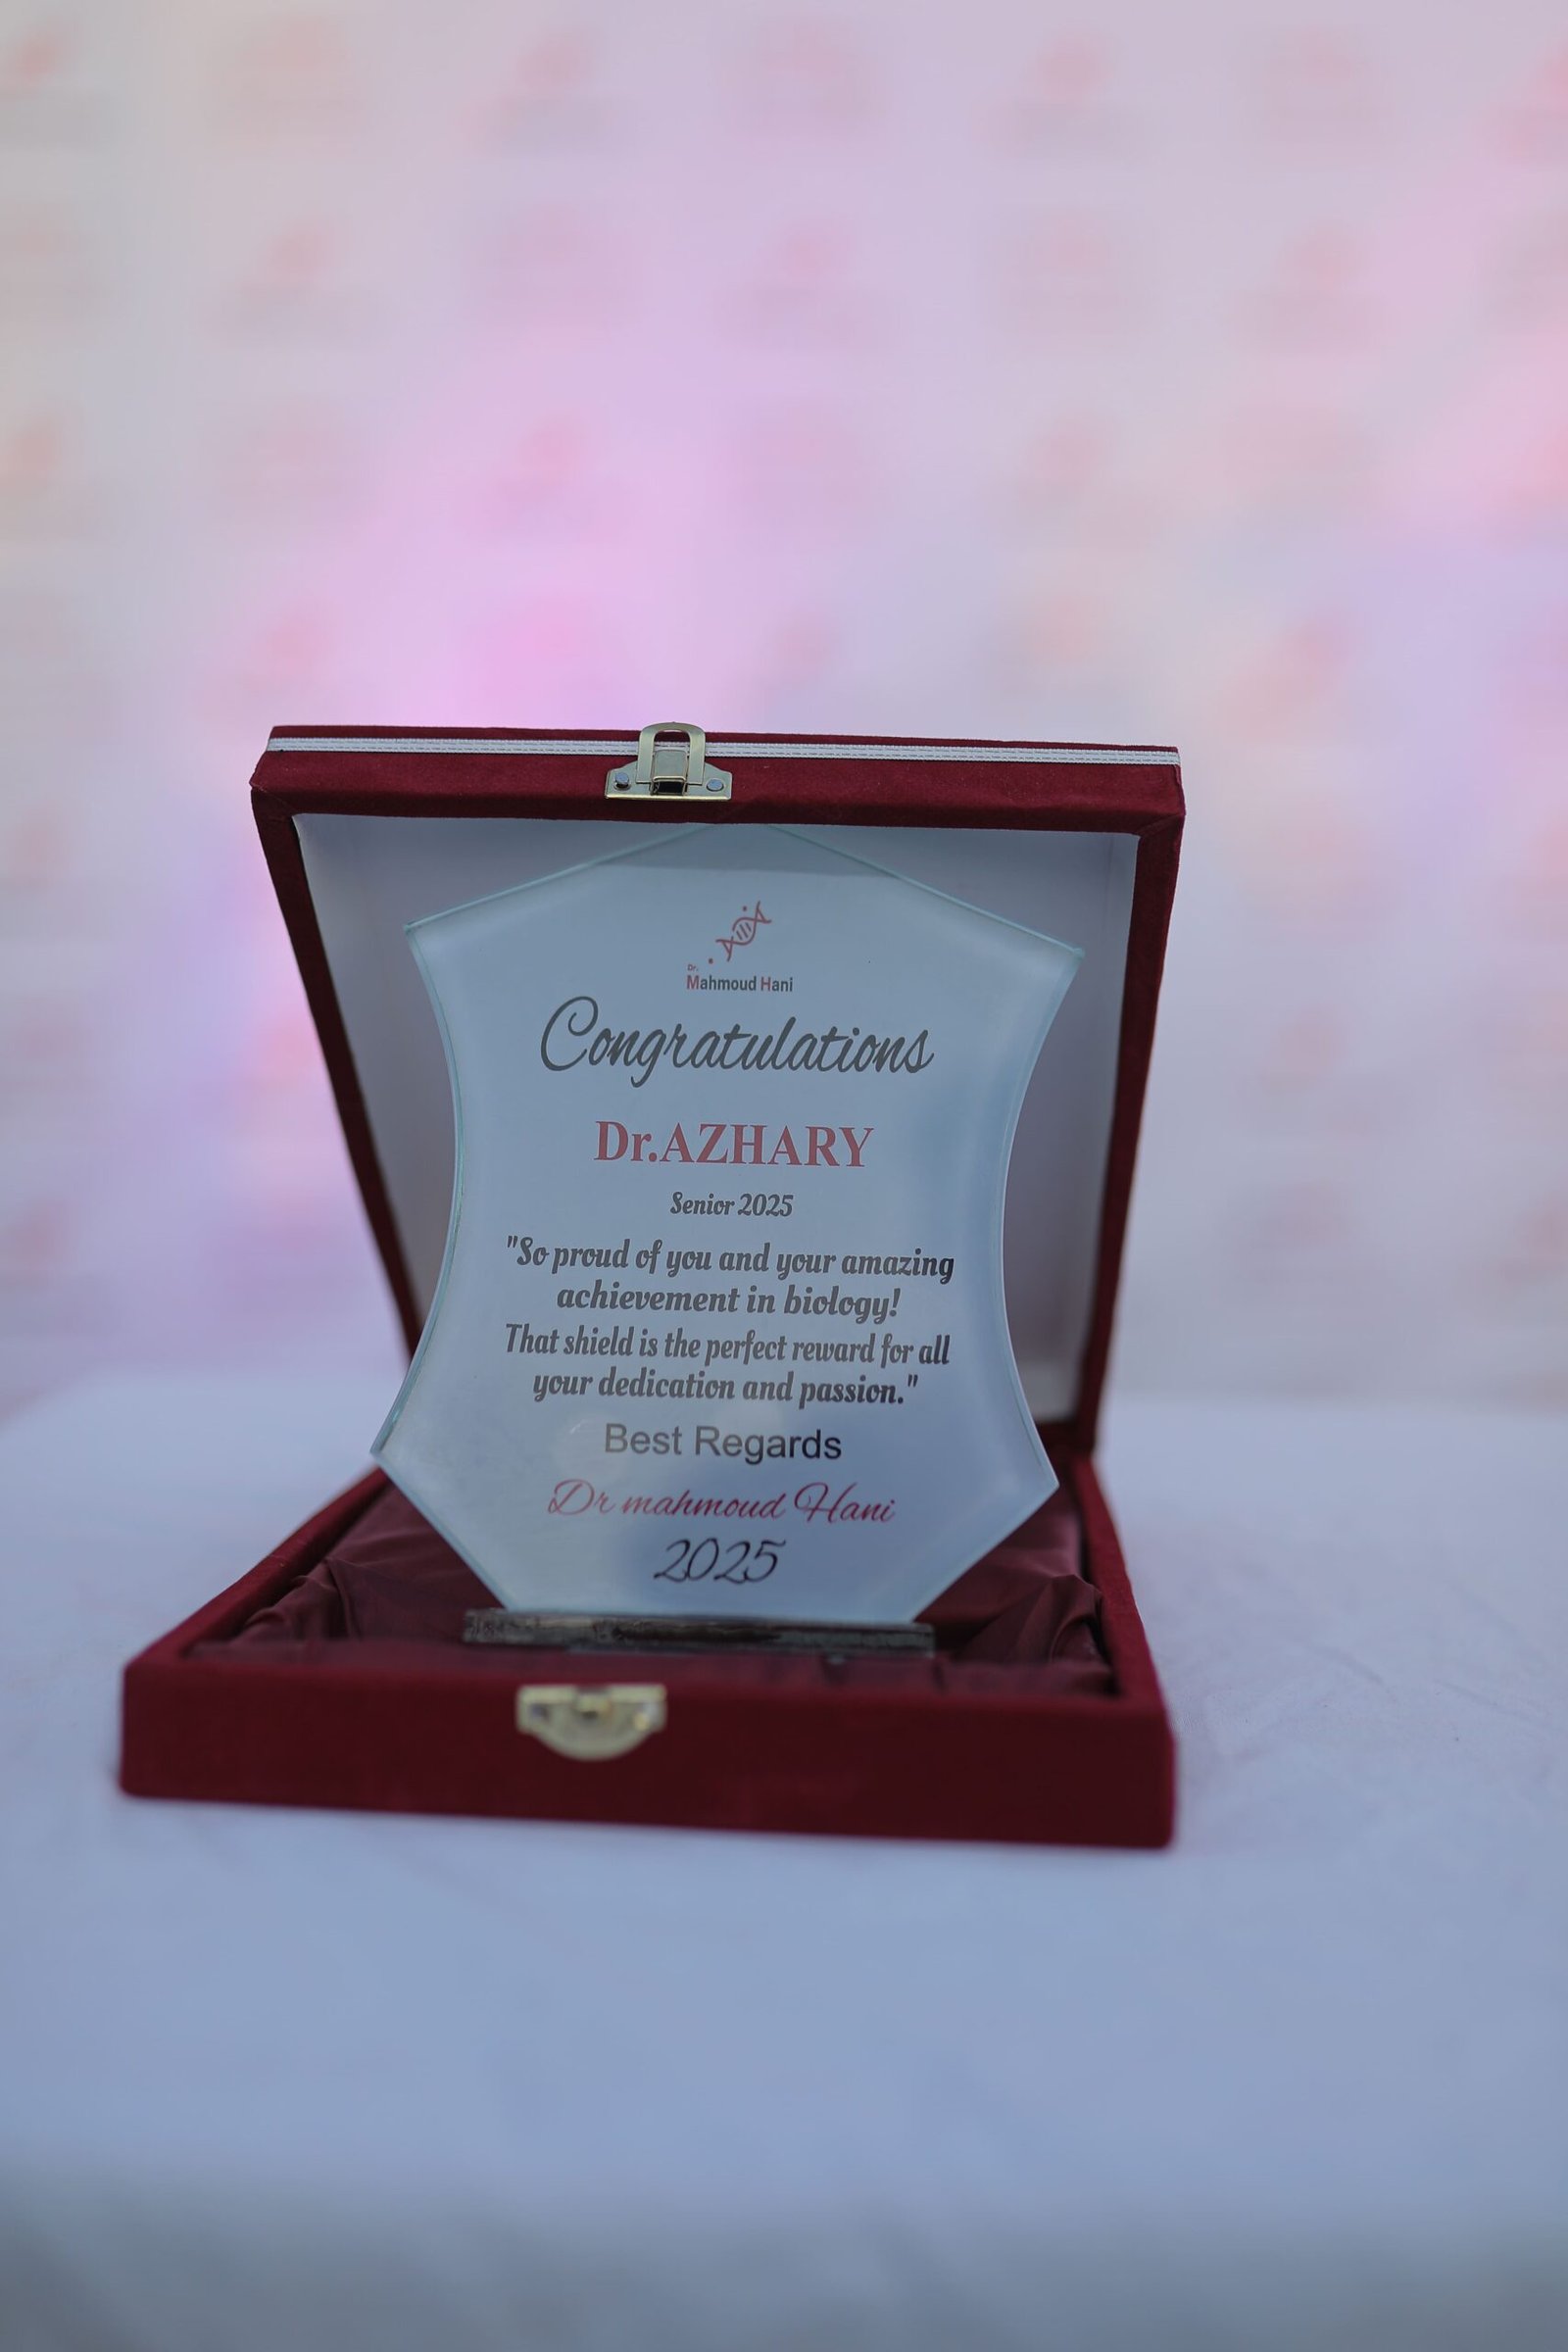 Dr.
Mahmoud Hani
Congratulations
Dr.AZHARY
Senior 2025
"So proud of you and your amazing
achievement in biology!
That shield is the perfect reward for all
your dedication and passion."
Best Regards
Dr mahmoud Hani
2025